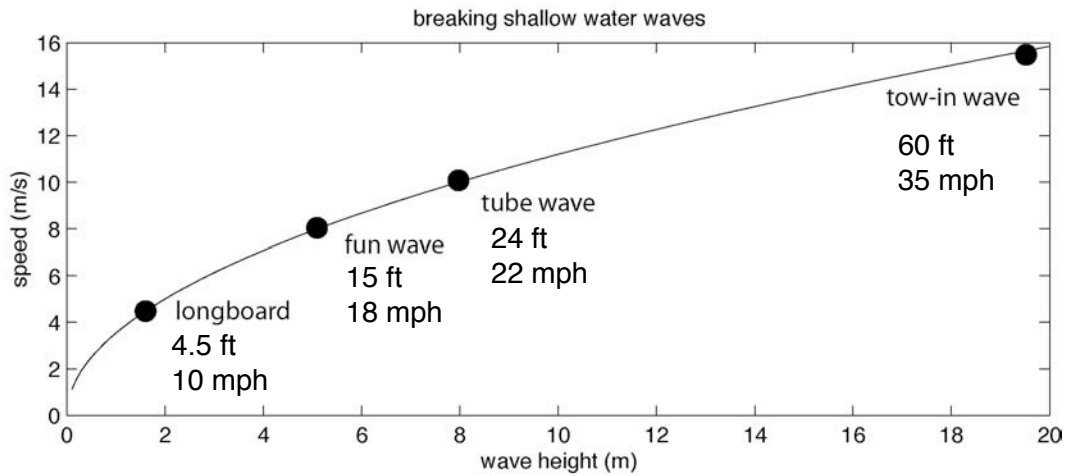 breaking shallow water waves
speed (m/s)
16
14
12
10
8
6
4
2
0
tow-in wave
60 ft
35 mph
tube wave
24 ft
22 mph
fun wave
15 ft
18 mph
longboard
4.5 ft
10 mph
0 2 4 6 8 10 12 14 16 18 20
wave height (m)